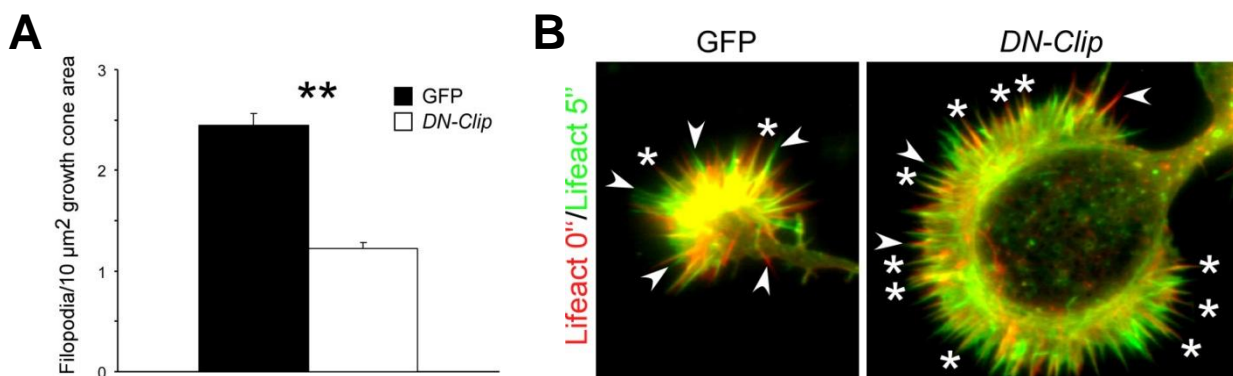 A
Filopodia/10 µm² growth cone area
3
2
1
0
**
GFP
DN-Clip
B
GFP
DN-Clip
Lifeact 0"/Lifeact 5"
*
*
*
*
*
*
*
*
*
*
*
*